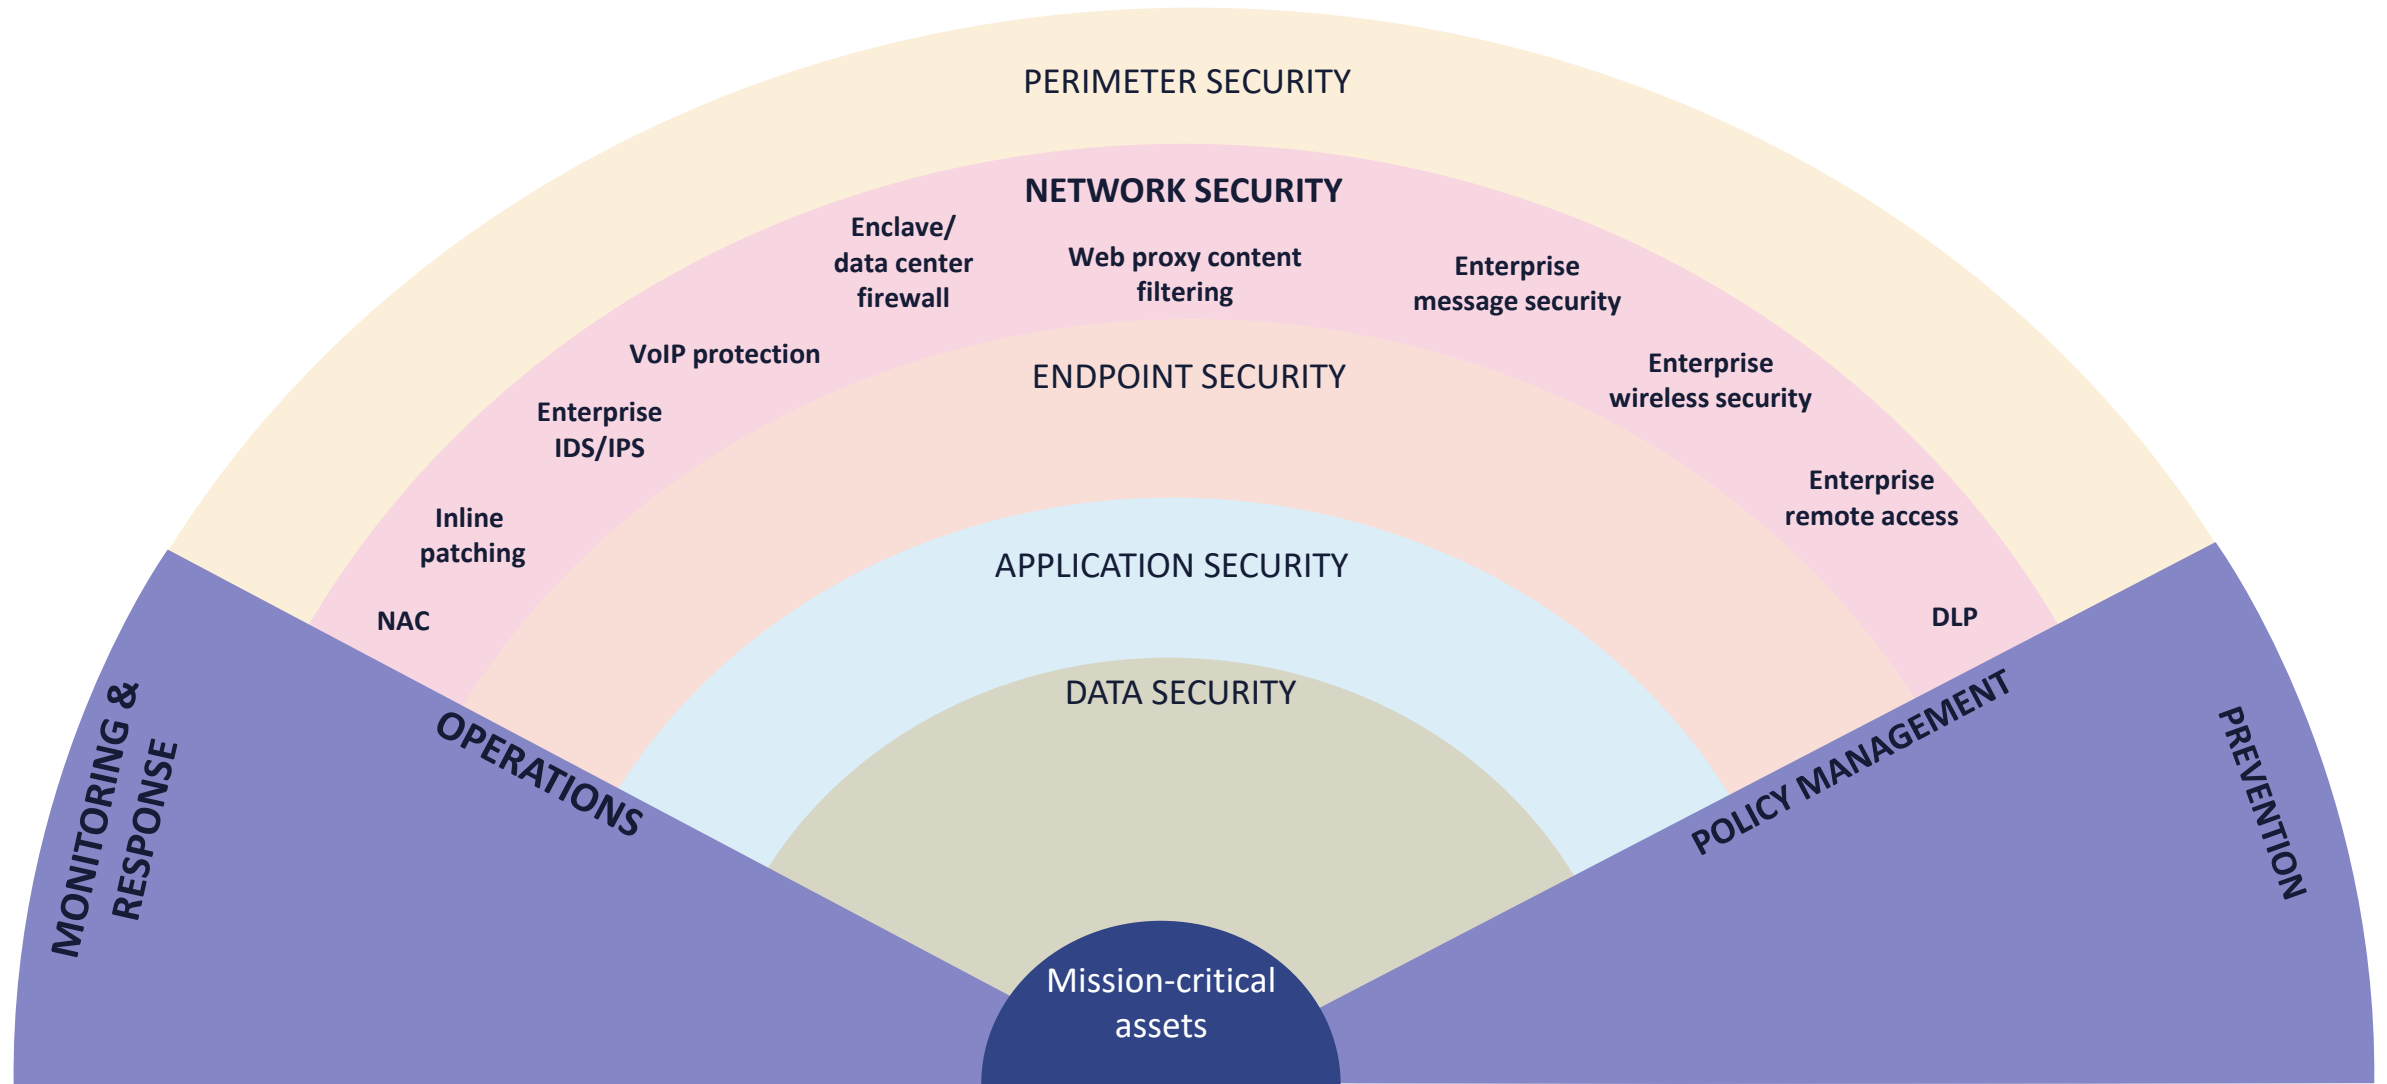 PERIMETER SECURITY
NETWORK SECURITY
Enclave/
data center
firewall
Web proxy content
filtering
Enterprise
message security
VoIP protection
Enterprise
wireless security
Enterprise
IDS/IPS
Enterprise
remote access
Inline
patching
NAC
DLP
ENDPOINT SECURITY
APPLICATION SECURITY
DATA SECURITY
MONITORING &
RESPONSE
OPERATIONS
POLICY MANAGEMENT
PREVENTION
Mission-critical
assets